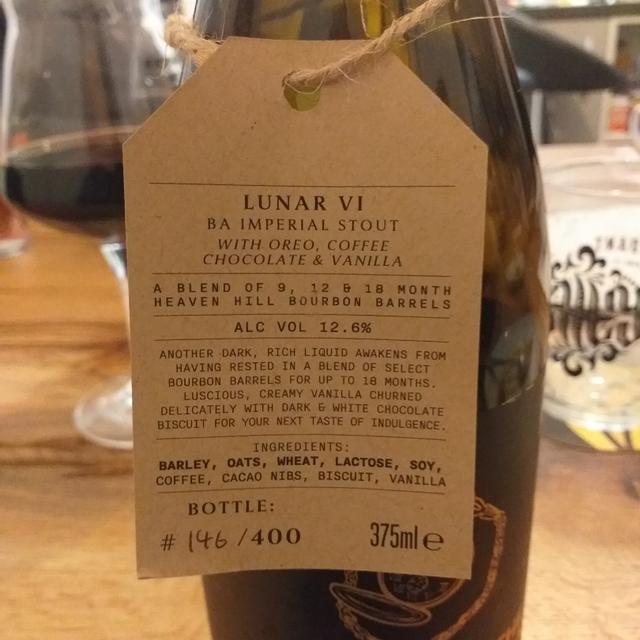 LUNAR VI
BA IMPERIAL STOUT
WITH OREO, COFFEE
CHOCOLATE & VANILLA
A BLEND OF 9, 12 & 18 MONTH
HEAVEN HILL BOURBON BARRELS
ALC VOL 12.6%
ANOTHER DARK, RICH LIQUID AWAKENS FROM
HAVING RESTED IN A BLEND OF SELECT
BOURBON BARRELS FOR UP TO 18 MONTHS.
LUSCIOUS, CREAMY VANILLA CHURNED
DELICATELY WITH DARK & WHITE CHOCOLATE
BISCUIT FOR YOUR NEXT TASTE OF INDULGENCE.
INGREDIENTS:
BARLEY, OATS, WHEAT, LACTOSE, SOY,
COFFEE, CACAO NIBS, BISCUIT, VANILLA
BOTTLE:
# 146 /400 375ml e